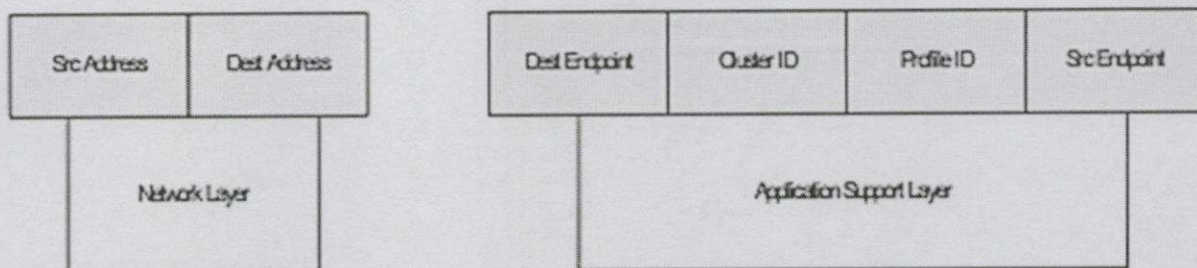 Src Address Dest Address Dest Endpoint Cluster ID Profile ID Src Endpoint
Network Layer Application Support Layer